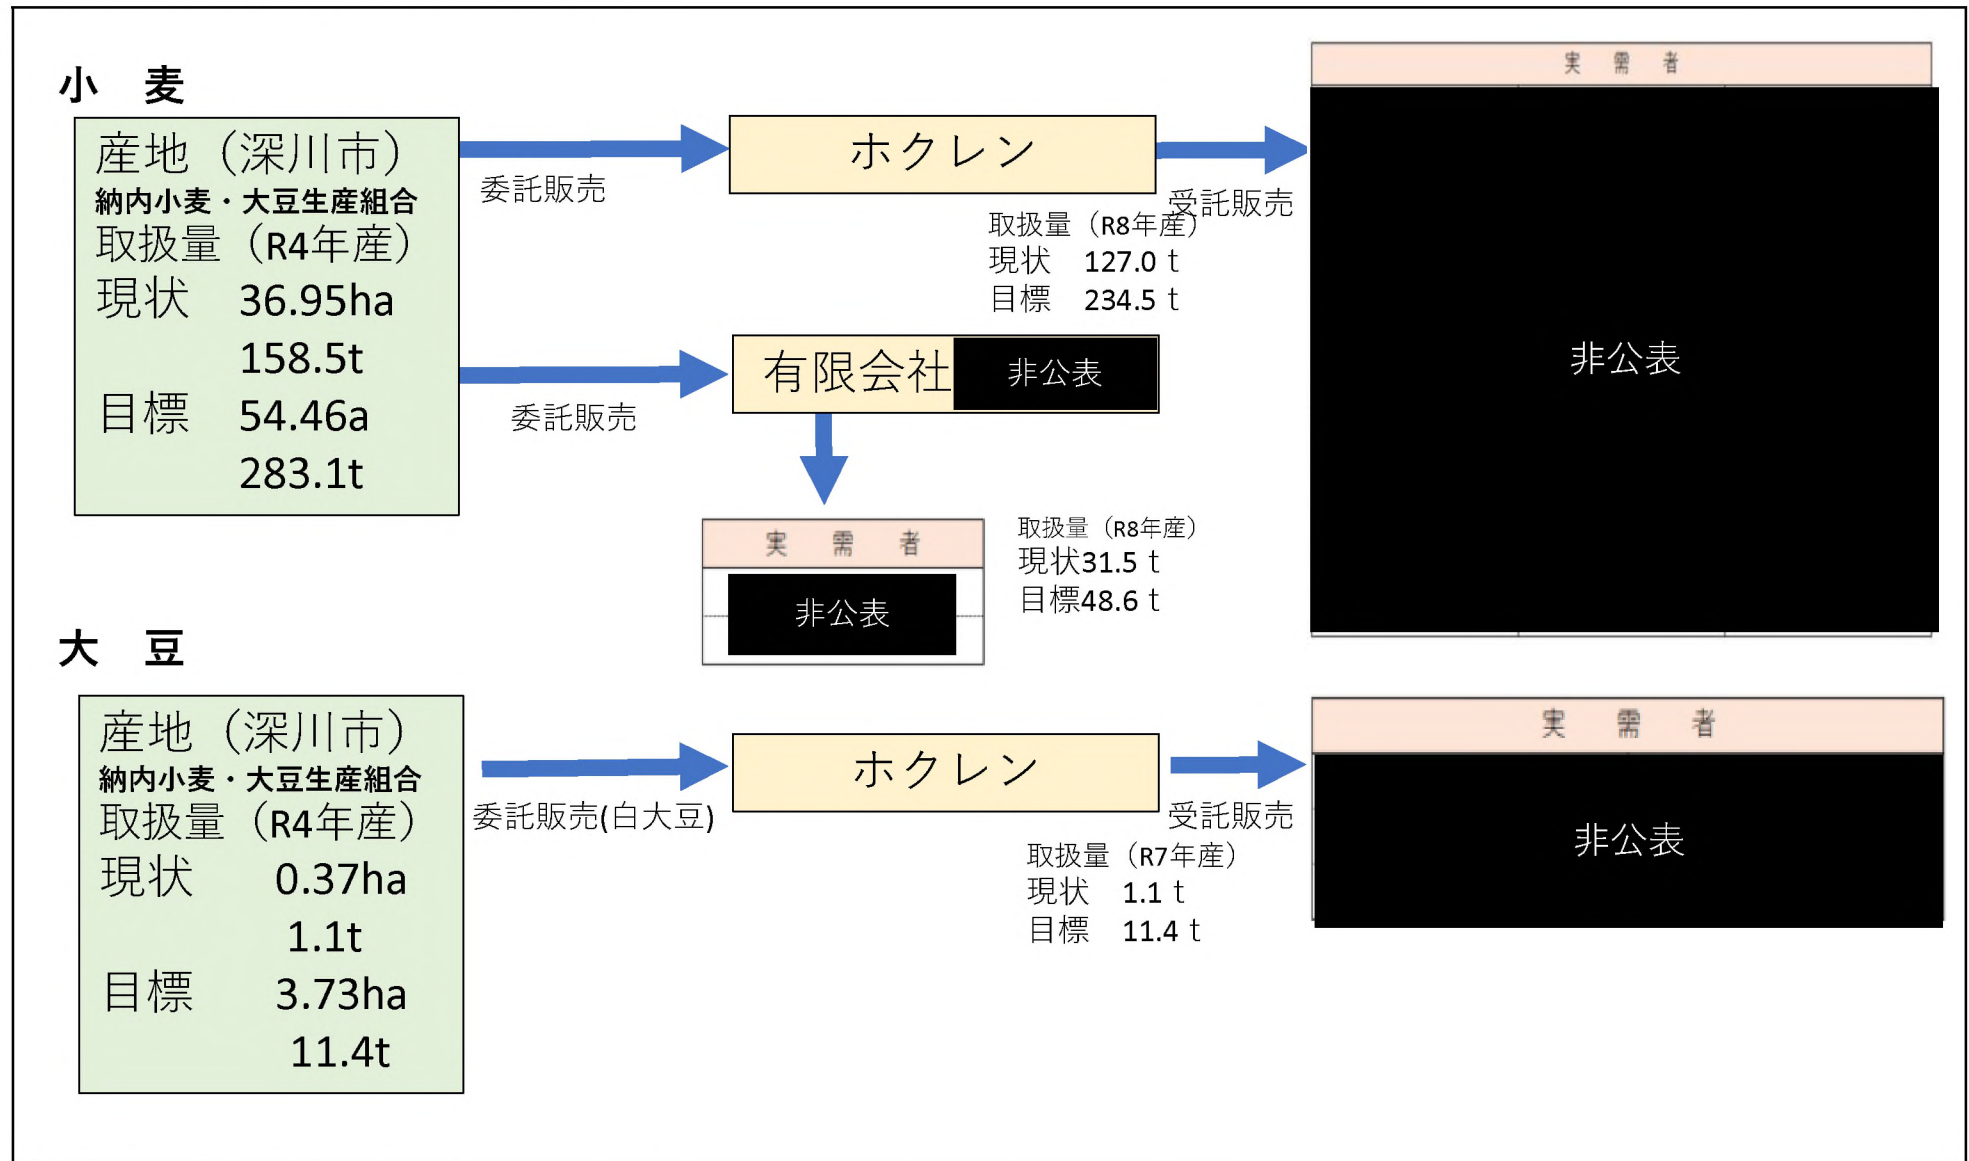 小　麦
産地（深川市）
納内小麦・大豆生産組合
取扱量（R4年産）
現状　36.95ha
158.5t
目標　54.46a
283.1t
委託販売
ホクレン
受託販売
取扱量（R8年産）
現状　127.0 t
目標　234.5 t
実　需　者
非公表
委託販売
有限会社 非公表
実　需　者
非公表
取扱量（R8年産）
現状31.5 t
目標48.6 t
大　豆
産地（深川市）
納内小麦・大豆生産組合
取扱量（R4年産）
現状　0.37ha
1.1t
目標　3.73ha
11.4t
委託販売(白大豆)
ホクレン
受託販売
取扱量（R7年産）
現状　1.1 t
目標　11.4 t
実　需　者
非公表